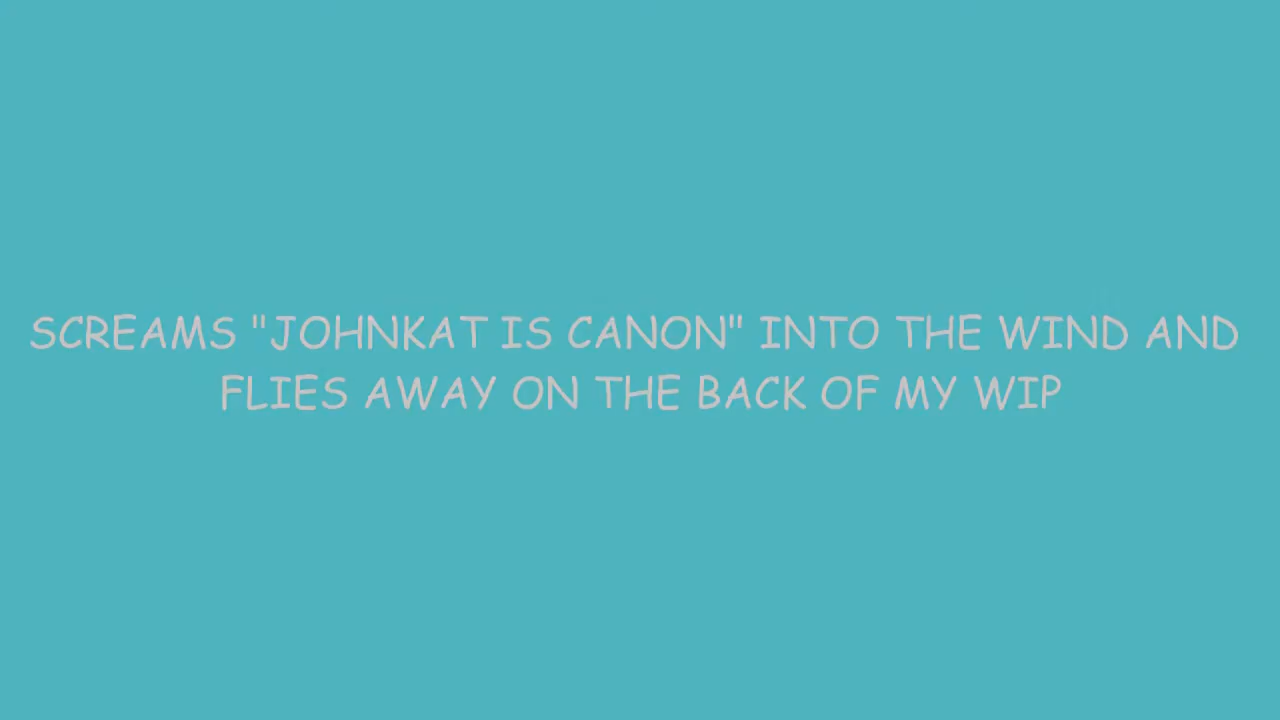 SCREAMS "JOHNKAT IS CANON" INTO THE WIND AND
FLIES AWAY ON THE BACK OF MY WIP